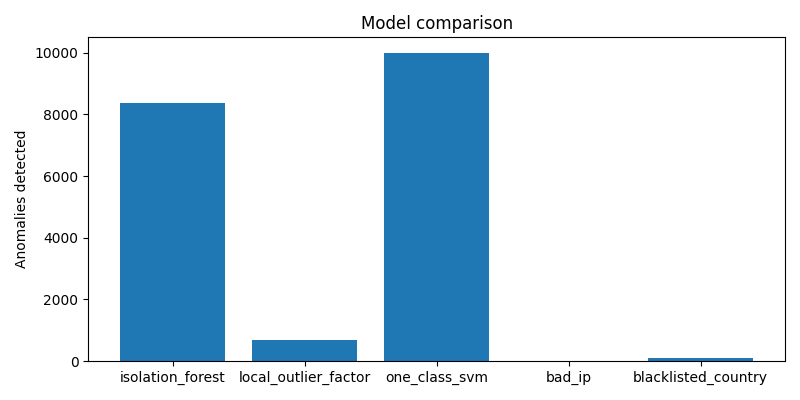 Model comparison
Anomalies detected
10000
8000
6000
4000
2000
0
isolation_forest local_outlier_factor one_class_svm bad_ip blacklisted_country